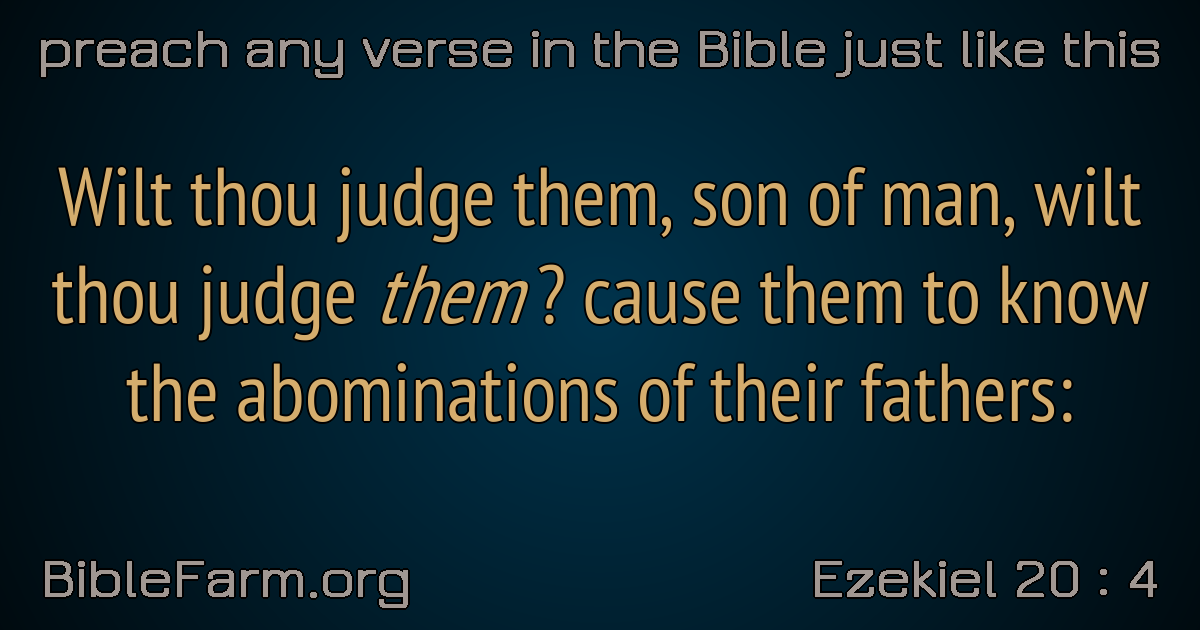 preach any verse in the Bible just like this
Wilt thou judge them, son of man, wilt
thou judge them? cause them to know
the abominations of their fathers:
BibleFarm.org
Ezekiel 20 : 4